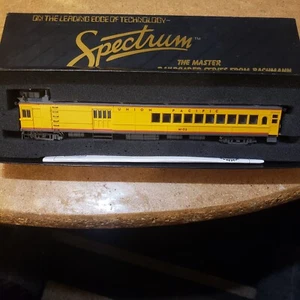 ON THE LEADING EDGE OF TECHNOLOGY—
Spectrum
THE MASTER
RAILROADER SERIES FROM BACHMANN
UNION PACIFIC